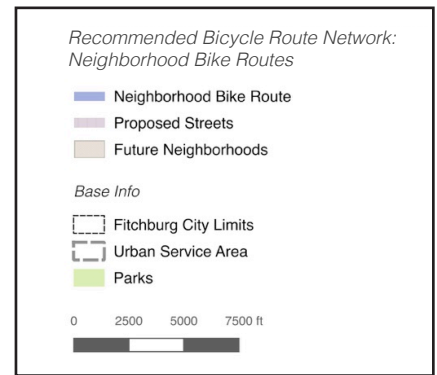 Recommended Bicycle Route Network:
Neighborhood Bike Routes
Neighborhood Bike Route
Proposed Streets
Future Neighborhoods
Base Info
Fitchburg City Limits
Urban Service Area
Parks
0 2500 5000 7500 ft